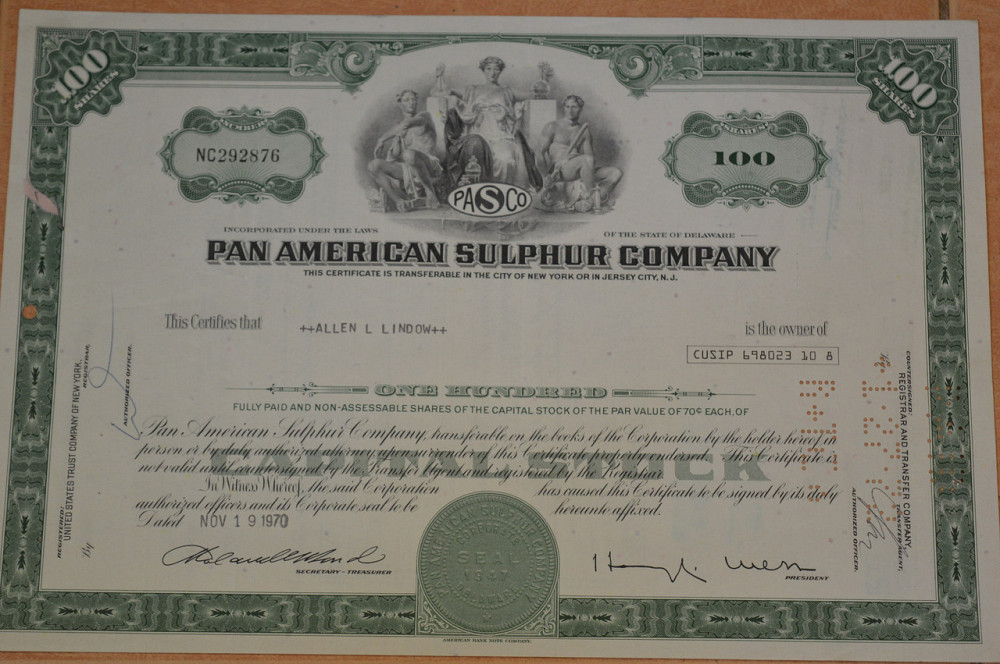 100
SHARES
100
SHARES
NUMBER
NC292876
SHARES
100
PASCO
INCORPORATED UNDER THE LAWS
OF THE STATE OF DELAWARE
PAN AMERICAN SULPHUR COMPANY
THIS CERTIFICATE IS TRANSFERABLE IN THE CITY OF NEW YORK OR IN JERSEY CITY, N.J.
This Certifies that
++ALLEN L LINDOW++
is the owner of
CUSIP 698023 10 8
ONE HUNDRED
FULLY PAID AND NON-ASSESSABLE SHARES OF THE CAPITAL STOCK OF THE PAR VALUE OF 70¢ EACH, OF
Pan American Sulphur Company, transferable on the books of the Corporation by the holder hereof in
person or by duly authorized attorney upon surrender of this Certificate properly endorsed. This Certificate is
not valid until countersigned by the Transfer Agent and registered by the Registrar.
In Witness Whereof, the said Corporation has caused this Certificate to be signed by its duly
authorized officers and its Corporate seal to be hereunto affixed.
Dated NOV 19 1970
SECRETARY - TREASURER
PRESIDENT
1947
AMERICAN BANK NOTE COMPANY.
REGISTERED:
UNITED STATES TRUST COMPANY OF NEW YORK,
REGISTRAR,
By
AUTHORIZED OFFICER.
COUNTERSIGNED:
REGISTRAR AND TRANSFER COMPANY,
TRANSFER AGENT,
By
AUTHORIZED OFFICER.